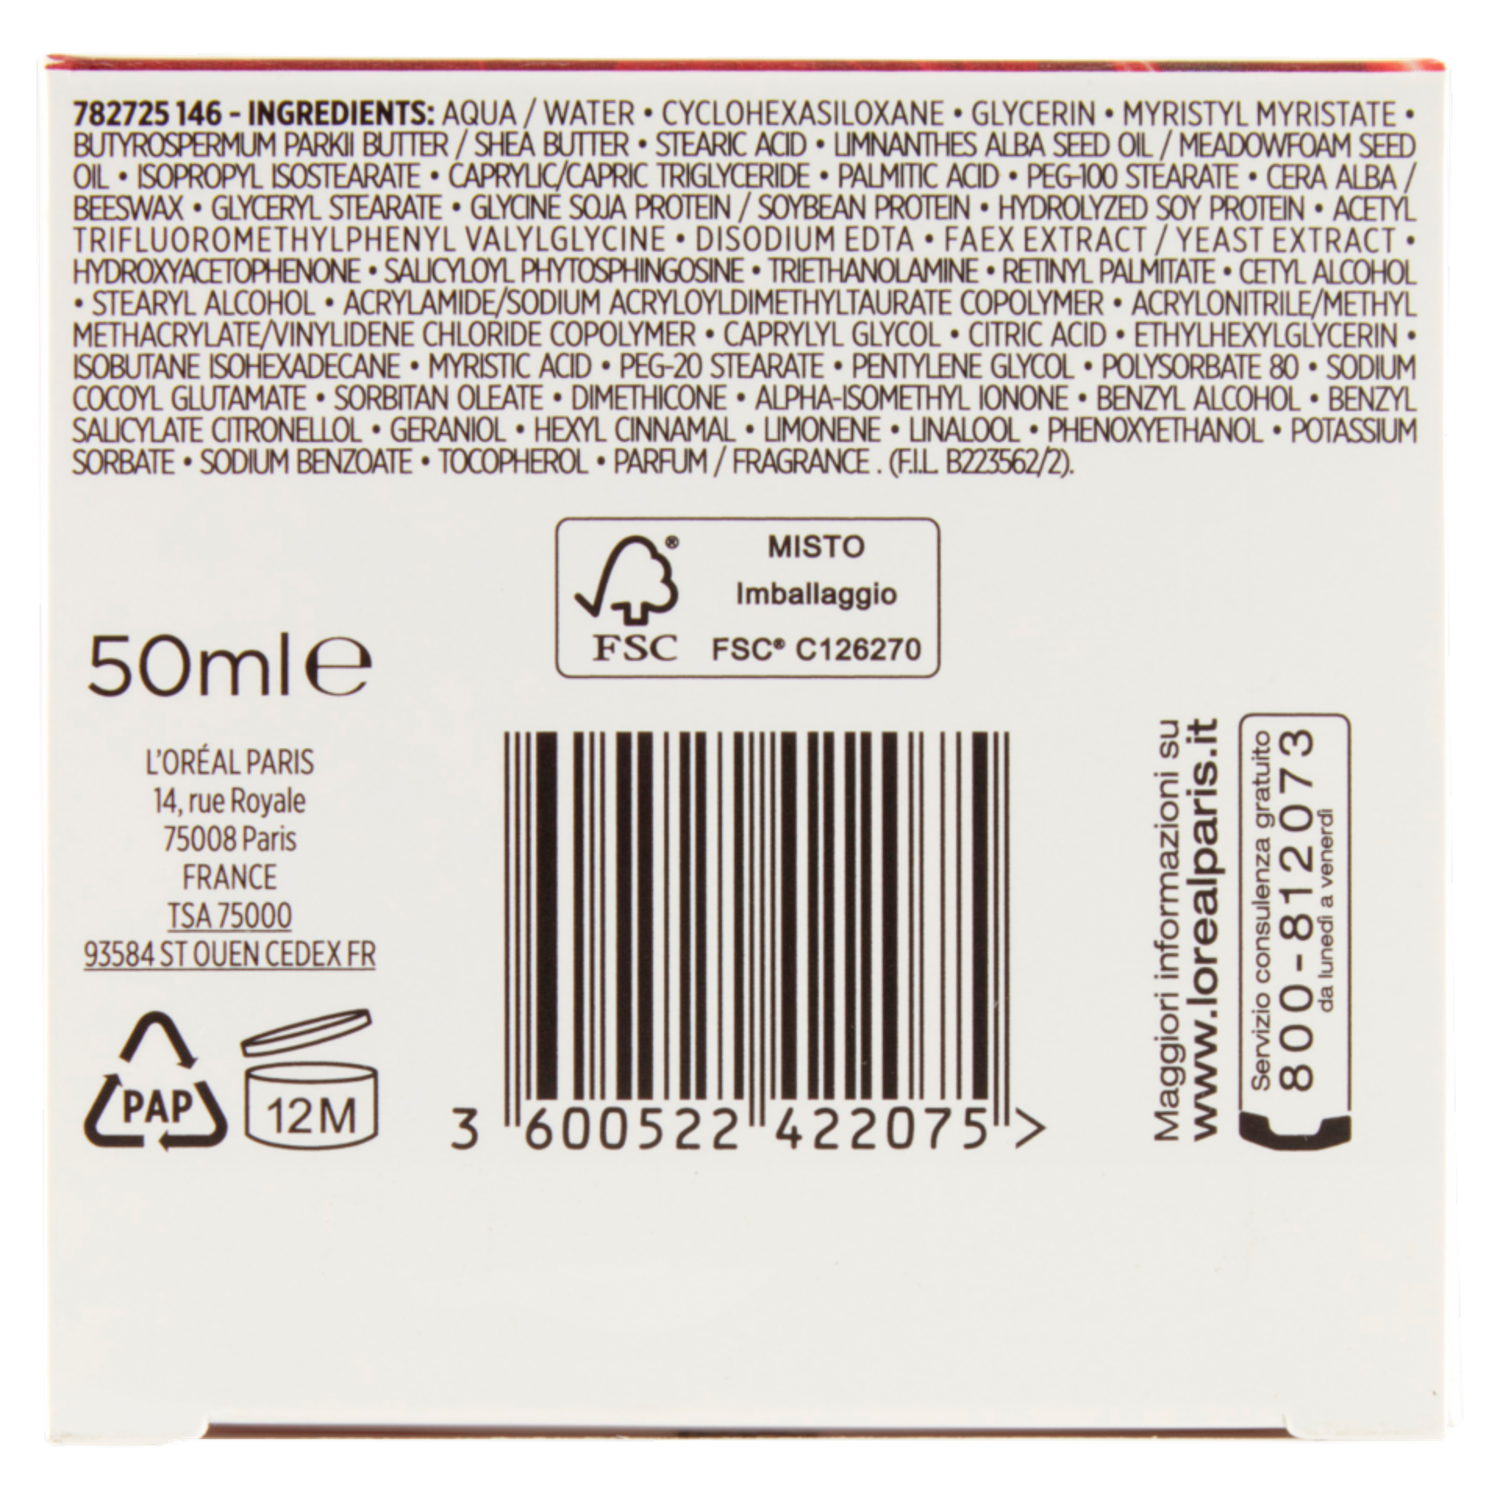 782725 146 - INGREDIENTS: AQUA / WATER • CYCLOHEXASILOXANE • GLYCERIN • MYRISTYL MYRISTATE •
BUTYROSPERMUM PARKII BUTTER / SHEA BUTTER • STEARIC ACID • LIMNANTHES ALBA SEED OIL / MEADOWFOAM SEED
OIL • ISOPROPYL ISOSTEARATE • CAPRYLIC/CAPRIC TRIGLYCERIDE • PALMITIC ACID • PEG-100 STEARATE • CERA ALBA /
BEESWAX • GLYCERYL STEARATE • GLYCINE SOJA PROTEIN / SOYBEAN PROTEIN • HYDROLYZED SOY PROTEIN • ACETYL
TRIFLUOROMETHYLPHENYL VALYLGLYCINE • DISODIUM EDTA • FAEX EXTRACT / YEAST EXTRACT •
HYDROXYACETOPHENONE • SALICYLOYL PHYTOSPHINGOSINE • TRIETHANOLAMINE • RETINYL PALMITATE • CETYL ALCOHOL
• STEARYL ALCOHOL • ACRYLAMIDE/SODIUM ACRYLOYLDIMETHYLTAURATE COPOLYMER • ACRYLONITRILE/METHYL
METHACRYLATE/VINYLIDENE CHLORIDE COPOLYMER • CAPRYLYL GLYCOL • CITRIC ACID • ETHYLHEXYLGLYCERIN •
ISOBUTANE ISOHEXADECANE • MYRISTIC ACID • PEG-20 STEARATE • PENTYLENE GLYCOL • POLYSORBATE 80 • SODIUM
COCOYL GLUTAMATE • SORBITAN OLEATE • DIMETHICONE • ALPHA-ISOMETHYL IONONE • BENZYL ALCOHOL • BENZYL
SALICYLATE CITRONELLOL • GERANIOL • HEXYL CINNAMAL • LIMONENE • LINALOOL • PHENOXYETHANOL • POTASSIUM
SORBATE • SODIUM BENZOATE • TOCOPHEROL • PARFUM / FRAGRANCE . (F.I.L. B223562/2).
MISTO
Imballaggio
FSC® C126270
®
FSC
50ml e
L'ORÉAL PARIS
14, rue Royale
75008 Paris
FRANCE
TSA 75000
93584 ST OUEN CEDEX FR
PAP
12M
3 600522 422075 >
Maggiori informazioni su
www.lorealparis.it
Servizio consulenza gratuito
800-812073
da lunedì a venerdì